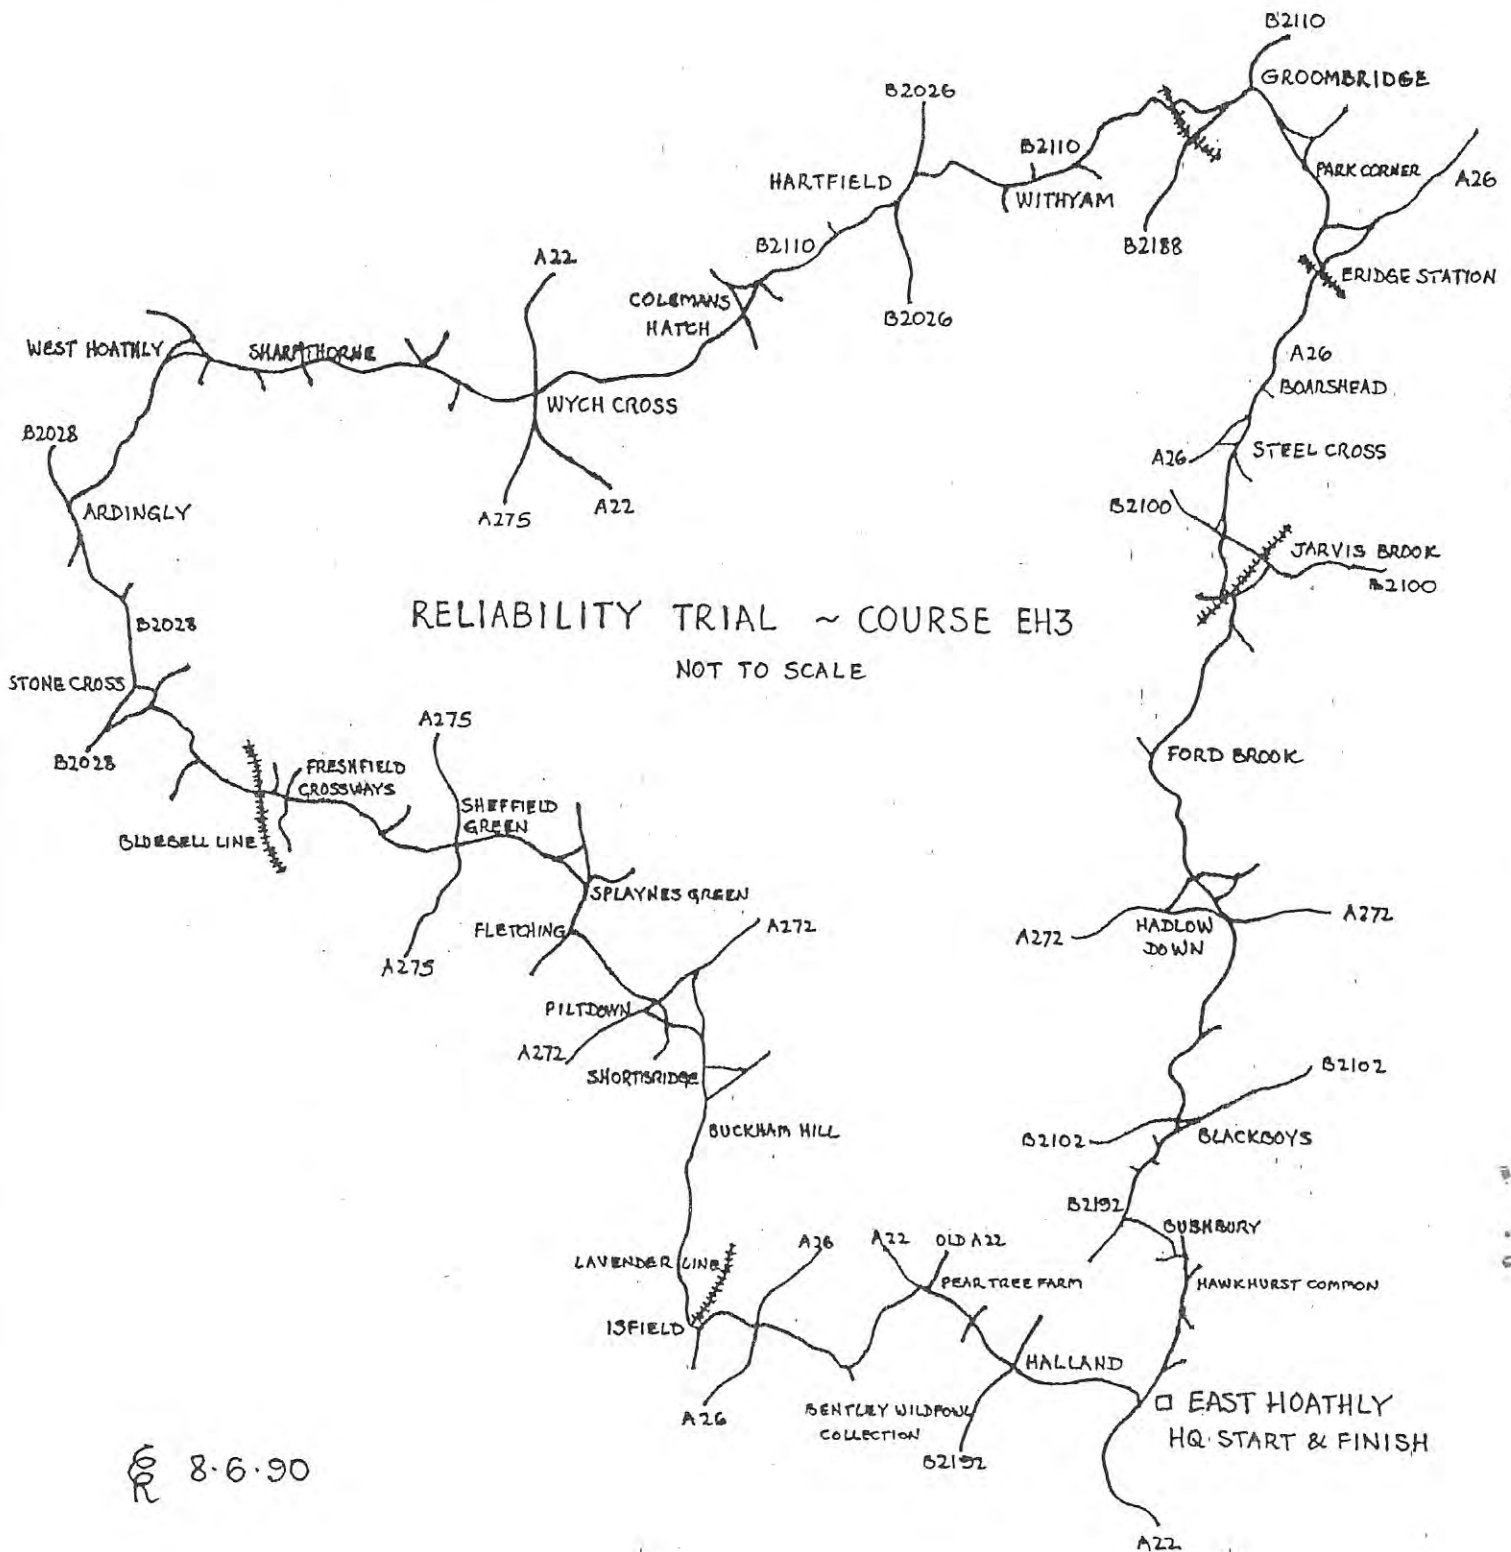 B2110
GROOMBRIDGE
B2026
B2110
HARTFIELD
WITHYAM
PARK CORNER
A26
B2188
B2110
A22
ERIDGE STATION
COLEMANS
HATCH
B2026
WEST HOATHLY
SHARPTHORNE
A26
BOARSHEAD
WYCH CROSS
B2028
A26
STEEL CROSS
ARDINGLY
A275
A22
B2100
JARVIS BROOK
B2100
RELIABILITY TRIAL ~ COURSE EH3
NOT TO SCALE
B2028
STONE CROSS
B2028
A275
FORD BROOK
FRESHFIELD
CROSSWAYS
SHEFFIELD
GREEN
BLUEBELL LINE
SPLAYNES GREEN
FLETCHING
A275
A272
A272
HADLOW
DOWN
A272
PILTDOWN
A272
SHORTBRIDGE
B2102
BUCKHAM HILL
B2102
BLACKBOYS
B2192
BUSHBURY
LAVENDER LINE
A26
A22
OLD A22
PEAR TREE FARM
HAWKHURST COMMON
ISFIELD
HALLAND
A26
BENTLEY WILDFOWL
COLLECTION
B2192
EAST HOATHLY
HQ. START & FINISH
8.6.90
A22